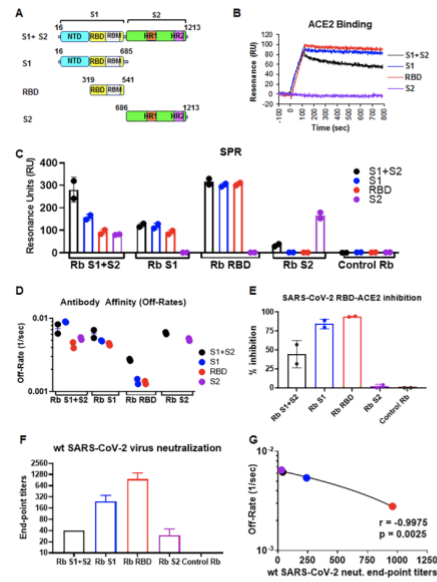 A
S1 S2
16 1213
S1+ S2 NTD RBD RBM HR1 HR2
16 685
S1 NTD RBD RBM
319 541
RBD RBD RBM
686 1213
S2 HR1 HR2
B
ACE2 Binding
Resonance (RU)
120
100
80
60
40
20
0
-20
-100 0 100 200 300 400 500 600 700 800
Time (sec)
S1+S2
S1
RBD
S2
C
SPR
Resonance Units (RU)
400
300
200
100
0
Rb S1+S2 Rb S1 Rb RBD Rb S2 Control Rb
S1+S2
S1
RBD
S2
D
Antibody Affinity (Off-Rates)
Off-Rate (1/sec)
0.01
0.001
Rb S1+S2 Rb S1 Rb RBD Rb S2
S1+S2
S1
RBD
S2
E
SARS-CoV-2 RBD-ACE2 inhibition
% inhibition
100
75
50
25
0
Rb S1+S2 Rb S1 Rb RBD Rb S2 Control Rb
F
wt SARS-CoV-2 virus neutralization
End-point titers
2560
1260
640
320
160
80
40
20
Rb S1+S2 Rb S1 Rb RBD Rb S2 Control Rb
G
Off-Rate (1/sec)
10-2
10-3
r = -0.9975
p = 0.0025
0 250 500 750 1000 1250
wt SARS-CoV-2 neut. end-point titers